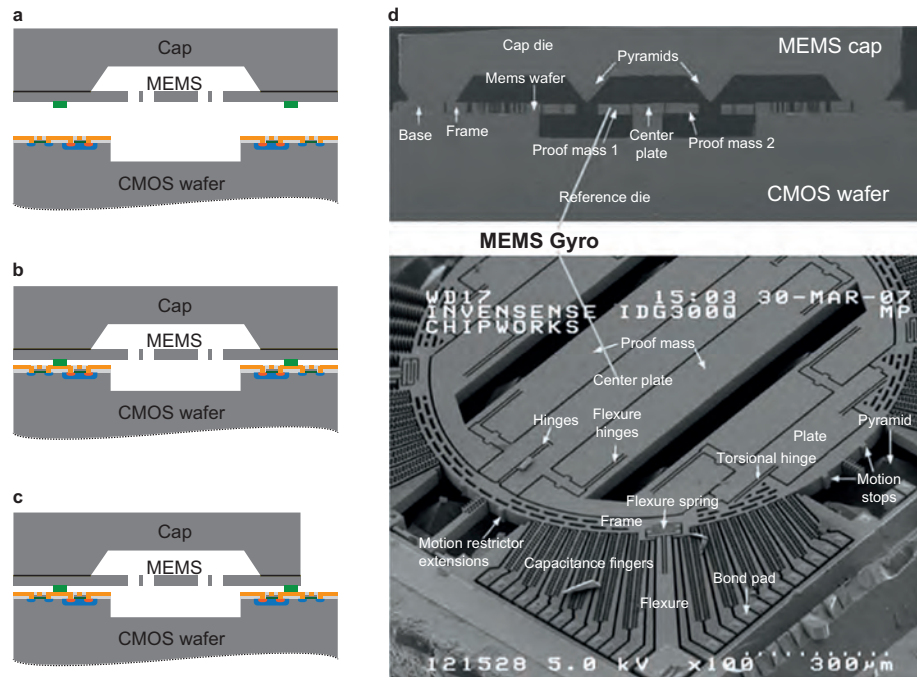 a
Cap
MEMS
CMOS wafer
b
Cap
MEMS
CMOS wafer
c
Cap
MEMS
CMOS wafer
d
Cap die
Pyramids
MEMS cap
Mems wafer
Base
Frame
Proof mass 1
Center
plate
Proof mass 2
Reference die
CMOS wafer
MEMS Gyro
WD17 15:03 30-MAR-07
INVENSENSE IDG300Q MP
CHIPWORKS
Proof mass
Center plate
Hinges
Flexure
hinges
Plate
Pyramid
Torsional hinge
Motion
stops
Flexure spring
Frame
Motion restrictor
extensions
Capacitance fingers
Bond pad
Flexure
121528 5.0 kV x100 300µm